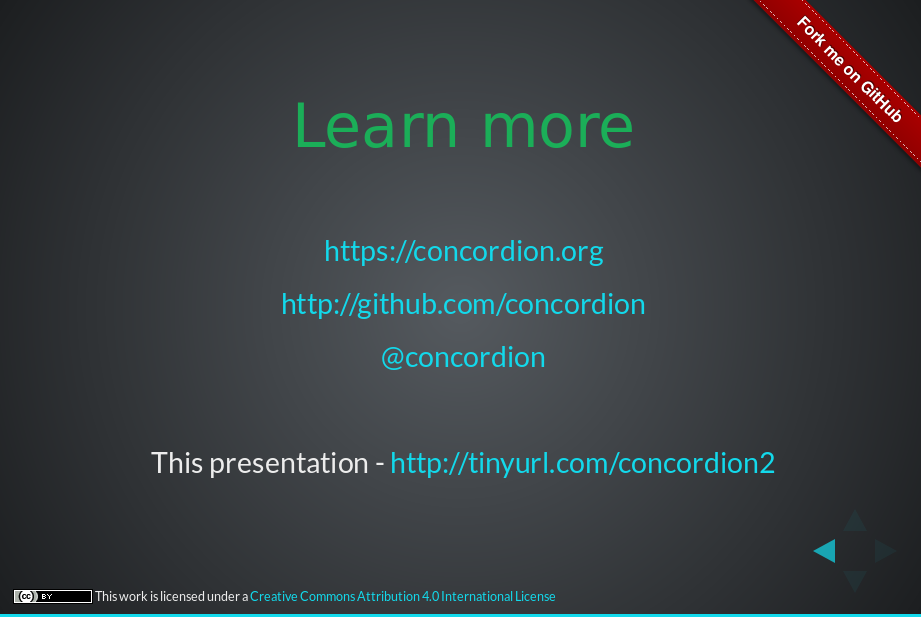 Fork me on GitHub
Learn more
https://concordion.org
http://github.com/concordion
@concordion
This presentation - http://tinyurl.com/concordion2
cc BY This work is licensed under a Creative Commons Attribution 4.0 International License